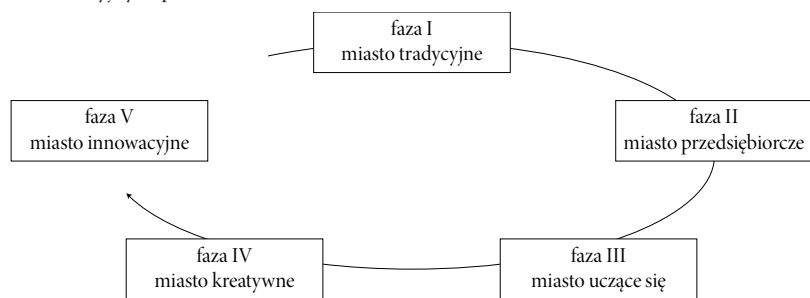 faza I
miasto tradycyjne
faza II
miasto przedsiębiorcze
faza III
miasto uczące się
faza IV
miasto kreatywne
faza V
miasto innowacyjne